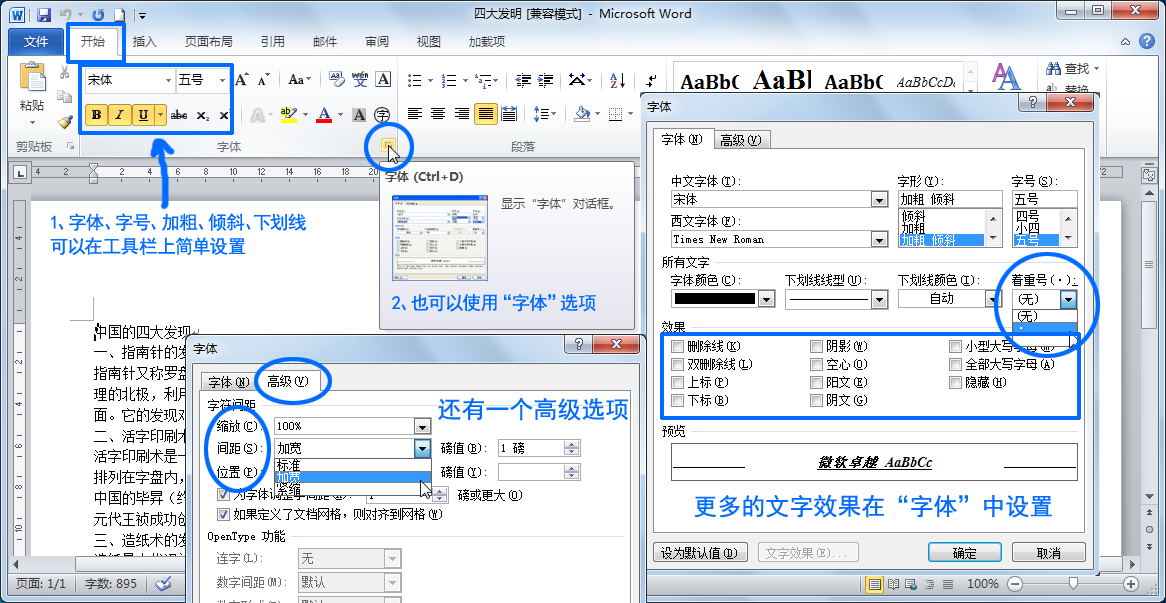 四大发明 [兼容模式] - Microsoft Word
文件 开始 插入 页面布局 引用 邮件 审阅 视图 加载项
宋体 五号
粘贴
剪贴板 字体 段落
AaBb( AaBl AaBb( AaBbCcDc
查找
替换
字体 (Ctrl+D)
显示“字体”对话框。
1、字体、字号、加粗、倾斜、下划线
可以在工具栏上简单设置
2、也可以使用“字体”选项
中国的四大发明
一、指南针的发
指南针又称罗盘
理的北极，利用
面。它的发现对
二、活字印刷术
活字印刷术是一
排列在字盘内，
中国的毕昇（约
元代王祯成功创
三、造纸术的发
字体
字体(N) 高级(V)
字符间距
缩放(C): 100%
间距(S): 加宽 磅值(B): 1 磅
标准
加宽
紧缩
位置(P): 磅值(Y):
为字体调整字间距(K): 1 磅或更大(O)
如果定义了文档网格，则对齐到网格(W)
OpenType 功能
连字(L): 无
数字间距(M): 默认
还有一个高级选项
字体
字体(N) 高级(V)
中文字体(T): 字形(Y): 字号(S):
宋体 加粗 倾斜 五号
西文字体(F): 倾斜 四号
加粗 小四
Times New Roman 加粗 倾斜 五号
所有文字
字体颜色(C): 下划线线型(U): 下划线颜色(I): 着重号(·):
自动 (无)
(无)
·
效果
删除线(K) 阴影(W) 小型大写字母(M)
双删除线(L) 空心(O) 全部大写字母(A)
上标(P) 阳文(E) 隐藏(H)
下标(B) 阴文(G)
预览
微软卓越 AaBbCc
更多的文字效果在“字体”中设置
设为默认值(D) 文字效果(E)... 确定 取消
页面: 1/1 字数: 895 100%